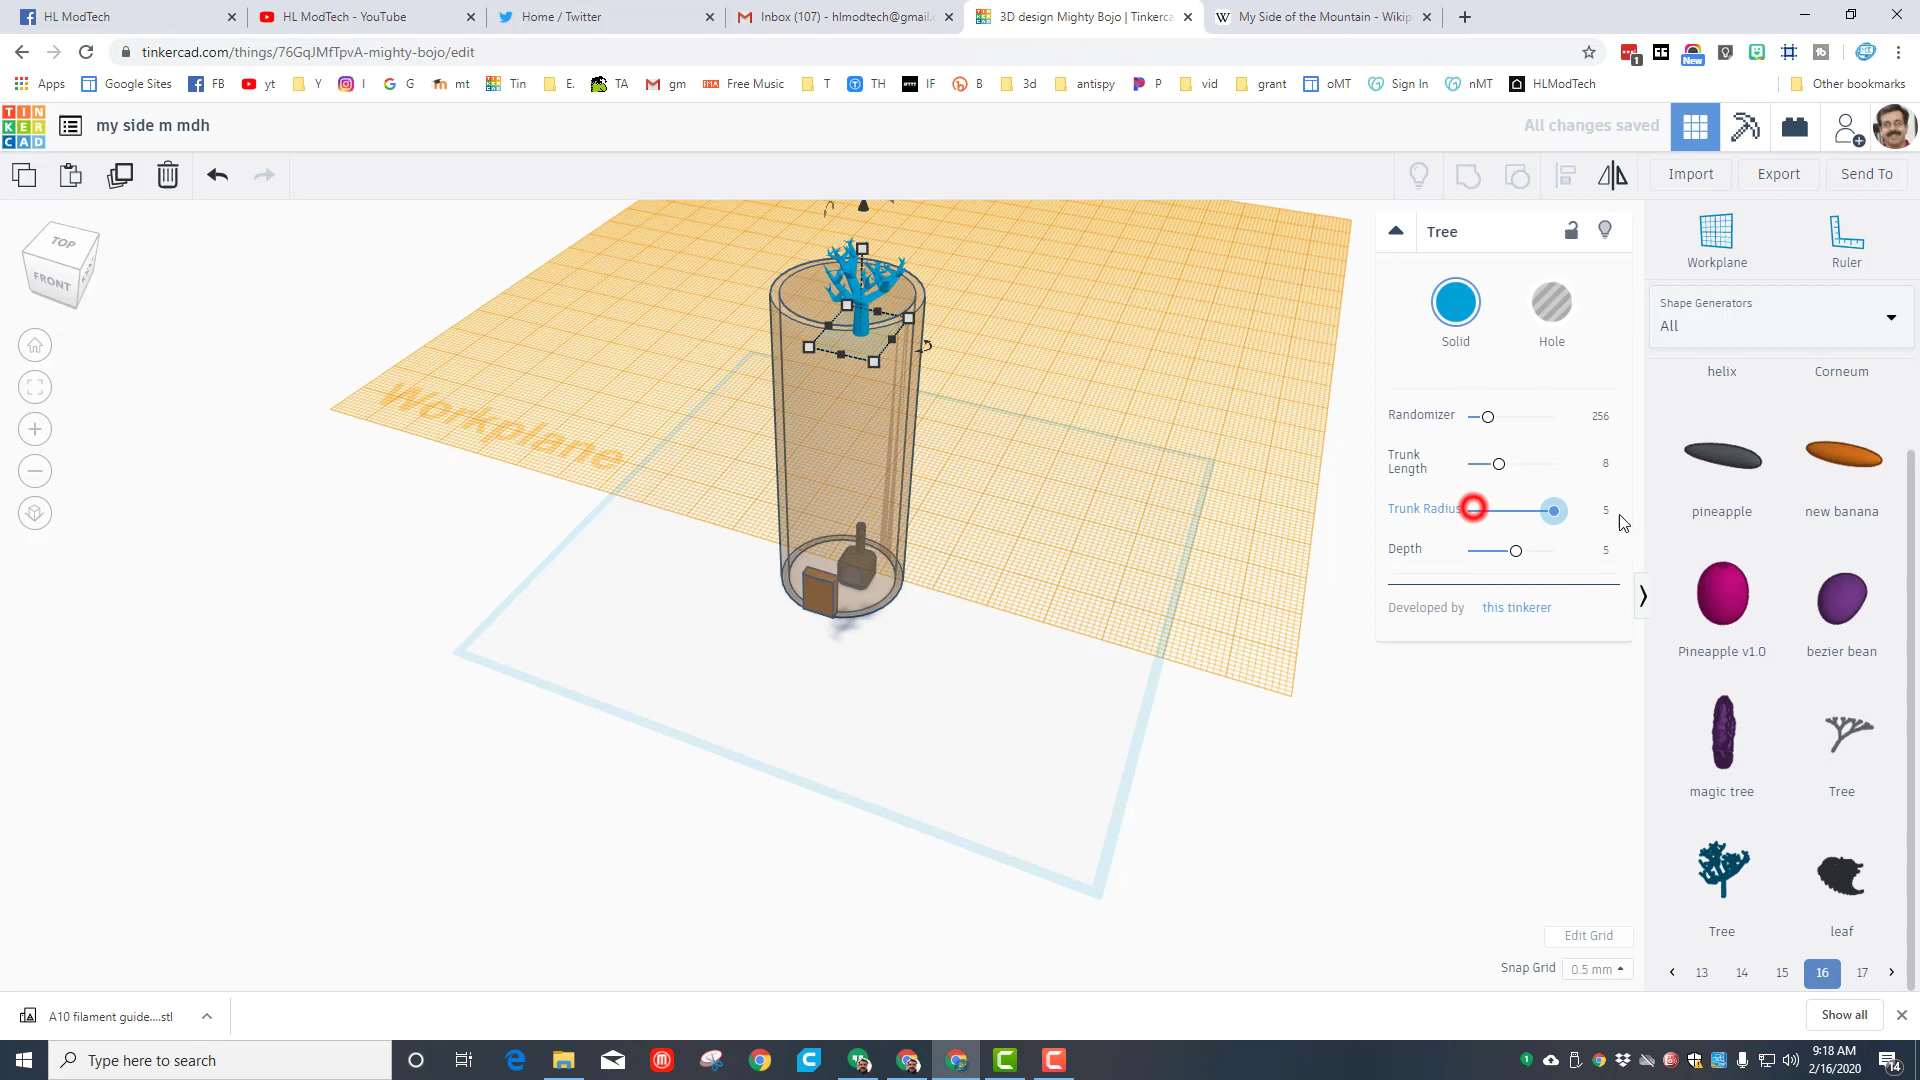 HL ModTech
HL ModTech - YouTube
Home / Twitter
Inbox (107) - hlmodtech@gmail.c
3D design Mighty Bojo | Tinkerca
My Side of the Mountain - Wikip
tinkercad.com/things/76GqJMfTpvA-mighty-bojo/edit
1
New
Apps
Google Sites
FB
yt
Y
I
G
mt
Tin
E.
TA
gm
Free Music
T
TH
IF
B
3d
antispy
P
vid
grant
oMT
Sign In
nMT
HLModTech
Other bookmarks
TINKERCAD
my side m mdh
All changes saved
Import
Export
Send To
TOP
FRONT
Workplane
Tree
Solid
Hole
Randomizer
256
Trunk
Length
8
Trunk Radius
5
Depth
5
Developed by
this tinkerer
Workplane
Ruler
Shape Generators
All
helix
Corneum
pineapple
new banana
Pineapple v1.0
bezier bean
magic tree
Tree
Tree
leaf
13
14
15
16
17
Edit Grid
Snap Grid
0.5 mm
A10 filament guide....stl
Show all
Type here to search
9:18 AM
2/16/2020
14